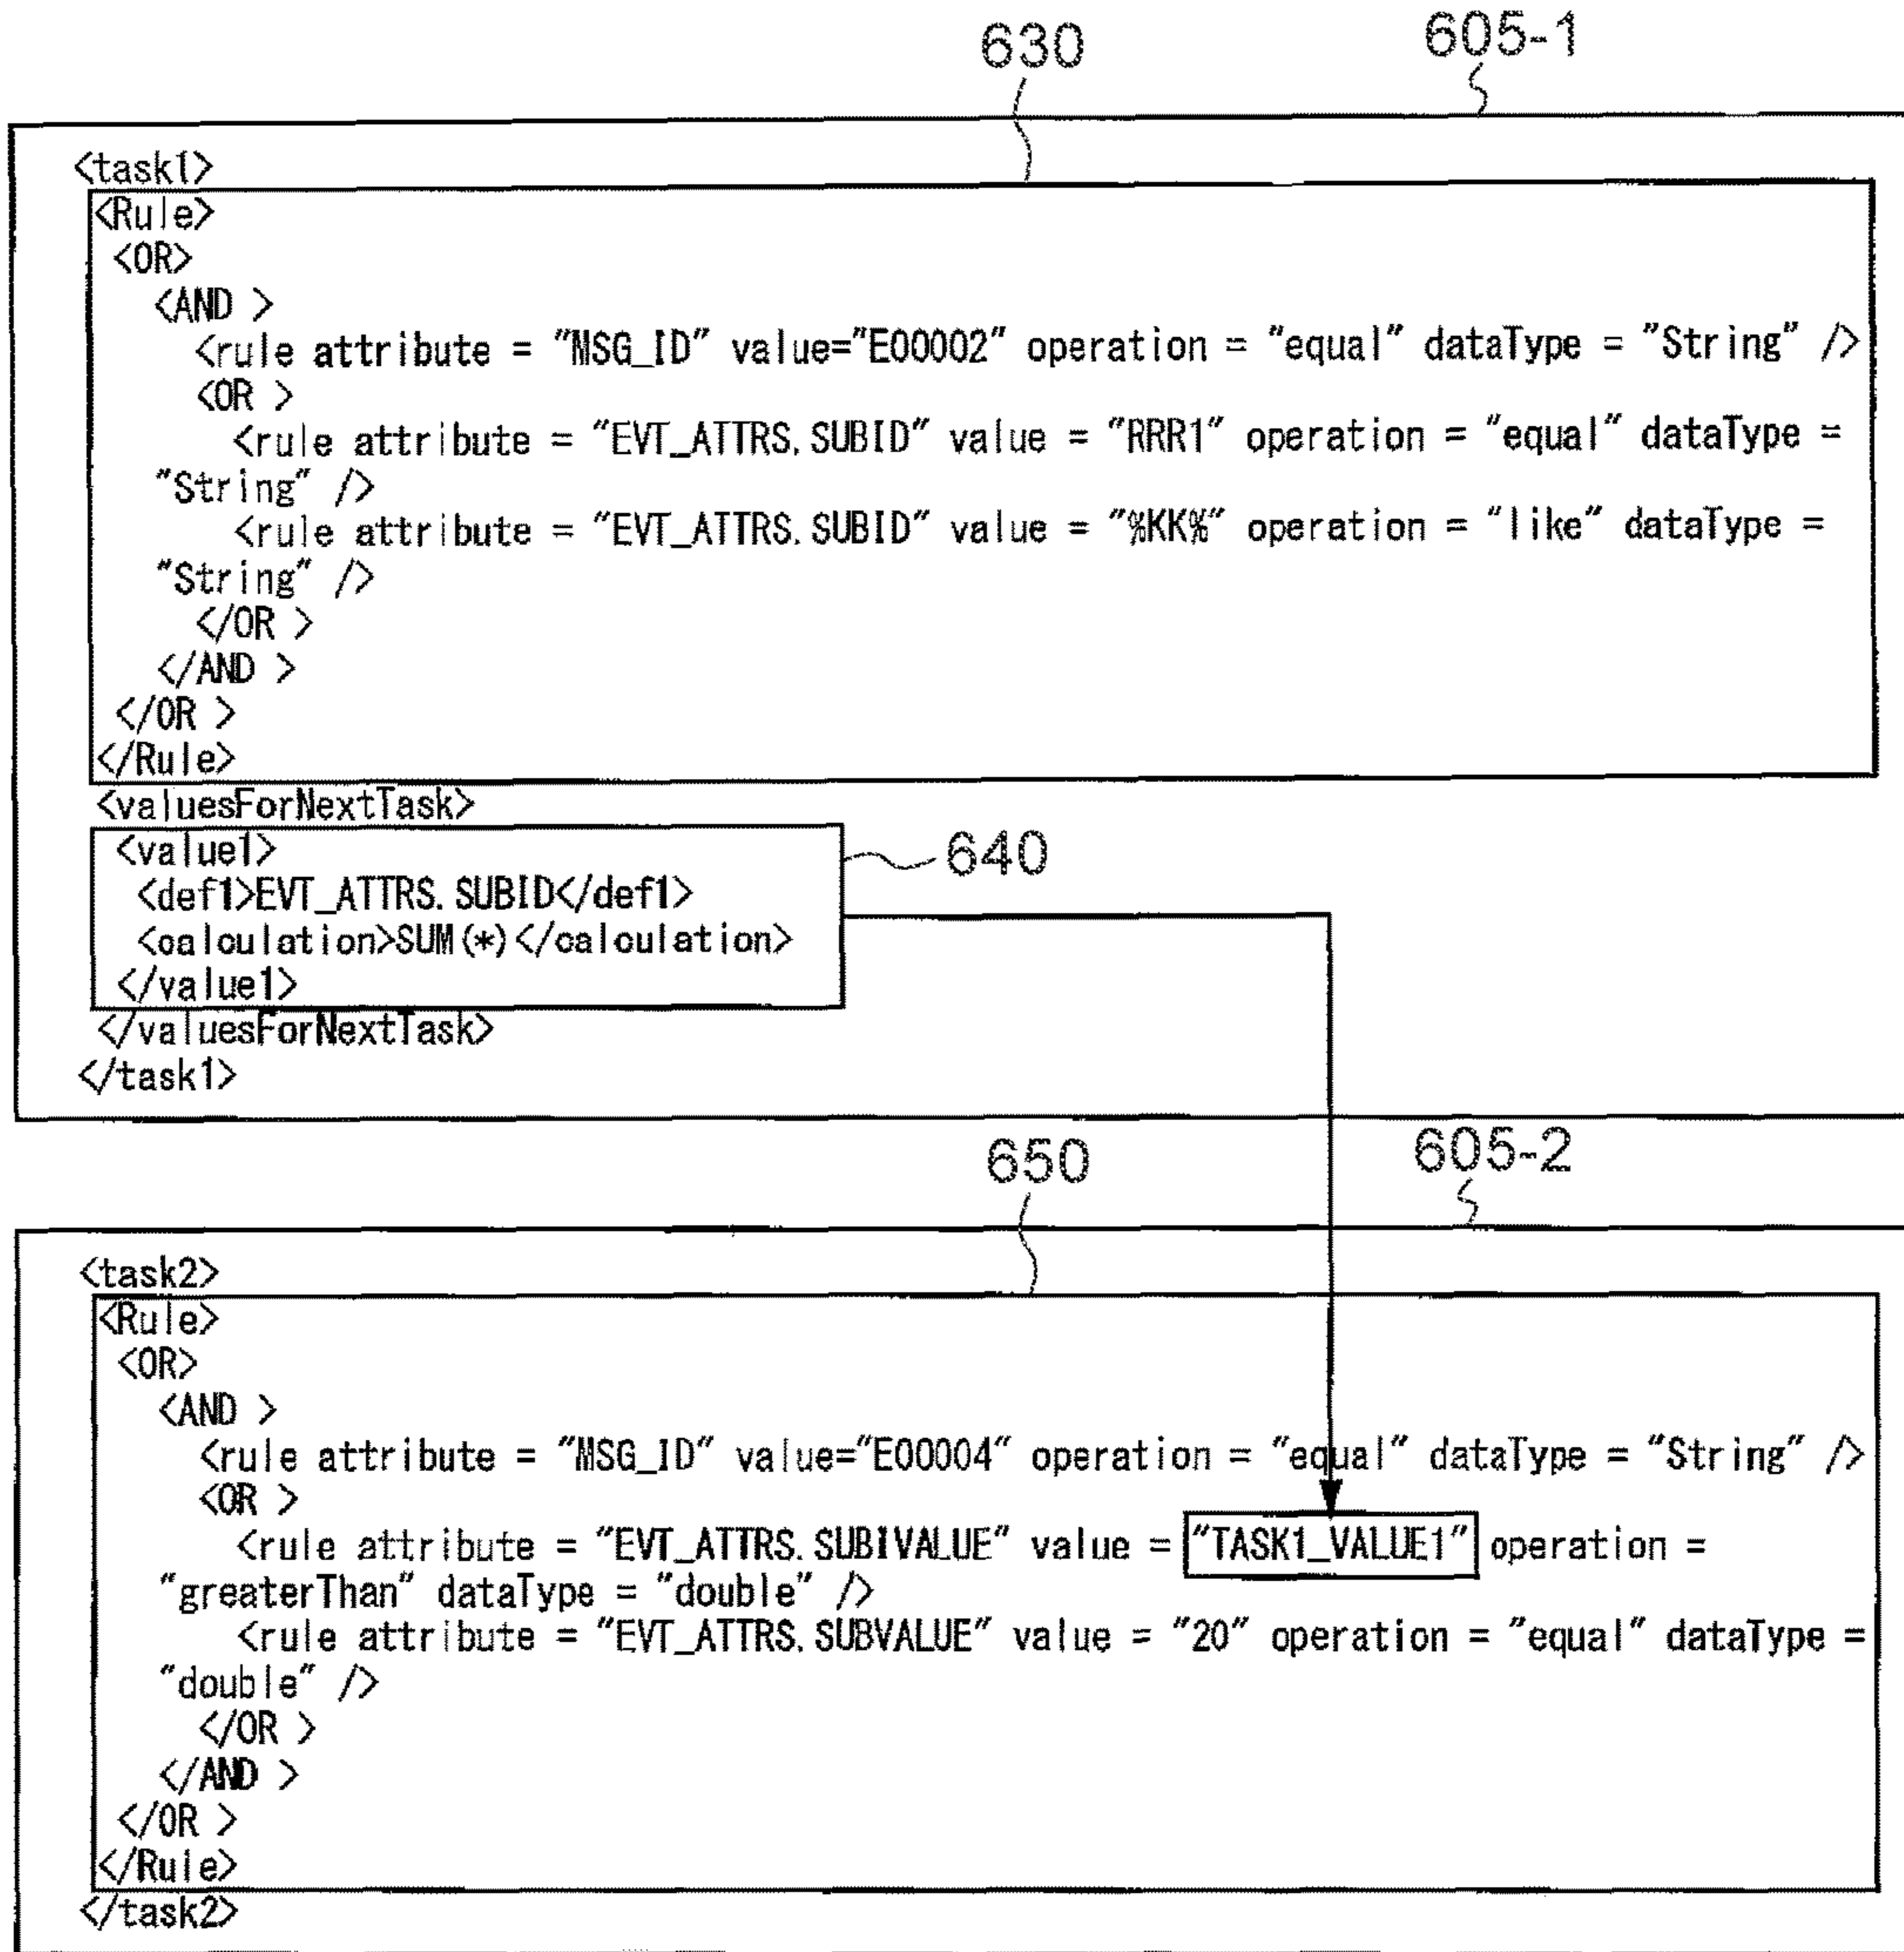 630
605-1
<task1>
<Rule>
<OR>
<AND >
<rule attribute = "MSG_ID" value="E00002" operation = "equal" dataType = "String" />
<OR >
<rule attribute = "EVT_ATTRS.SUBID" value = "RRR1" operation = "equal" dataType =
"String" />
<rule attribute = "EVT_ATTRS.SUBID" value = "%KK%" operation = "like" dataType =
"String" />
</OR >
</AND >
</OR >
</Rule>
<valuesForNextTask>
<value1>
640
<def1>EVT_ATTRS.SUBID</def1>
<calculation>SUM(*)</calculation>
</value1>
</valuesForNextTask>
</task1>
650
605-2
<task2>
<Rule>
<OR>
<AND >
<rule attribute = "MSG_ID" value="E00004" operation = "equal" dataType = "String" />
<OR >
<rule attribute = "EVT_ATTRS.SUBIVALUE" value = "TASK1_VALUE1" operation =
"greaterThan" dataType = "double" />
<rule attribute = "EVT_ATTRS.SUBVALUE" value = "20" operation = "equal" dataType =
"double" />
</OR >
</AND >
</OR >
</Rule>
</task2>